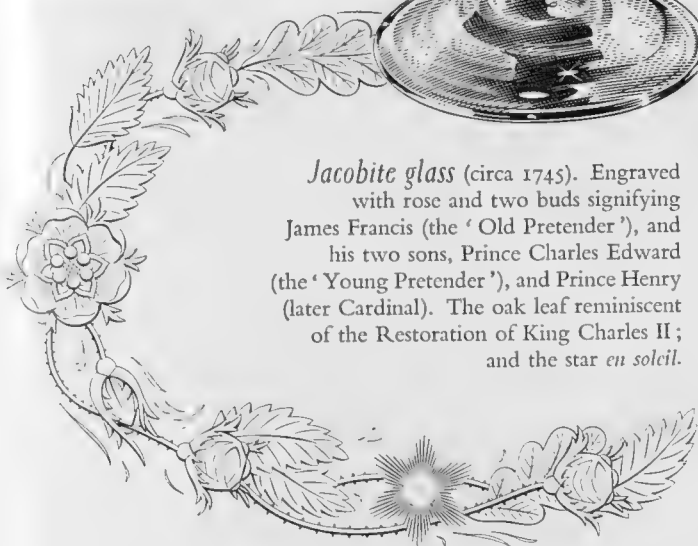 Jacobite glass (circa 1745). Engraved
with rose and two buds signifying
James Francis (the ‘ Old Pretender ’), and
his two sons, Prince Charles Edward
(the ‘ Young Pretender ’), and Prince Henry
(later Cardinal). The oak leaf reminiscent
of the Restoration of King Charles II ;
and the star en soleil.